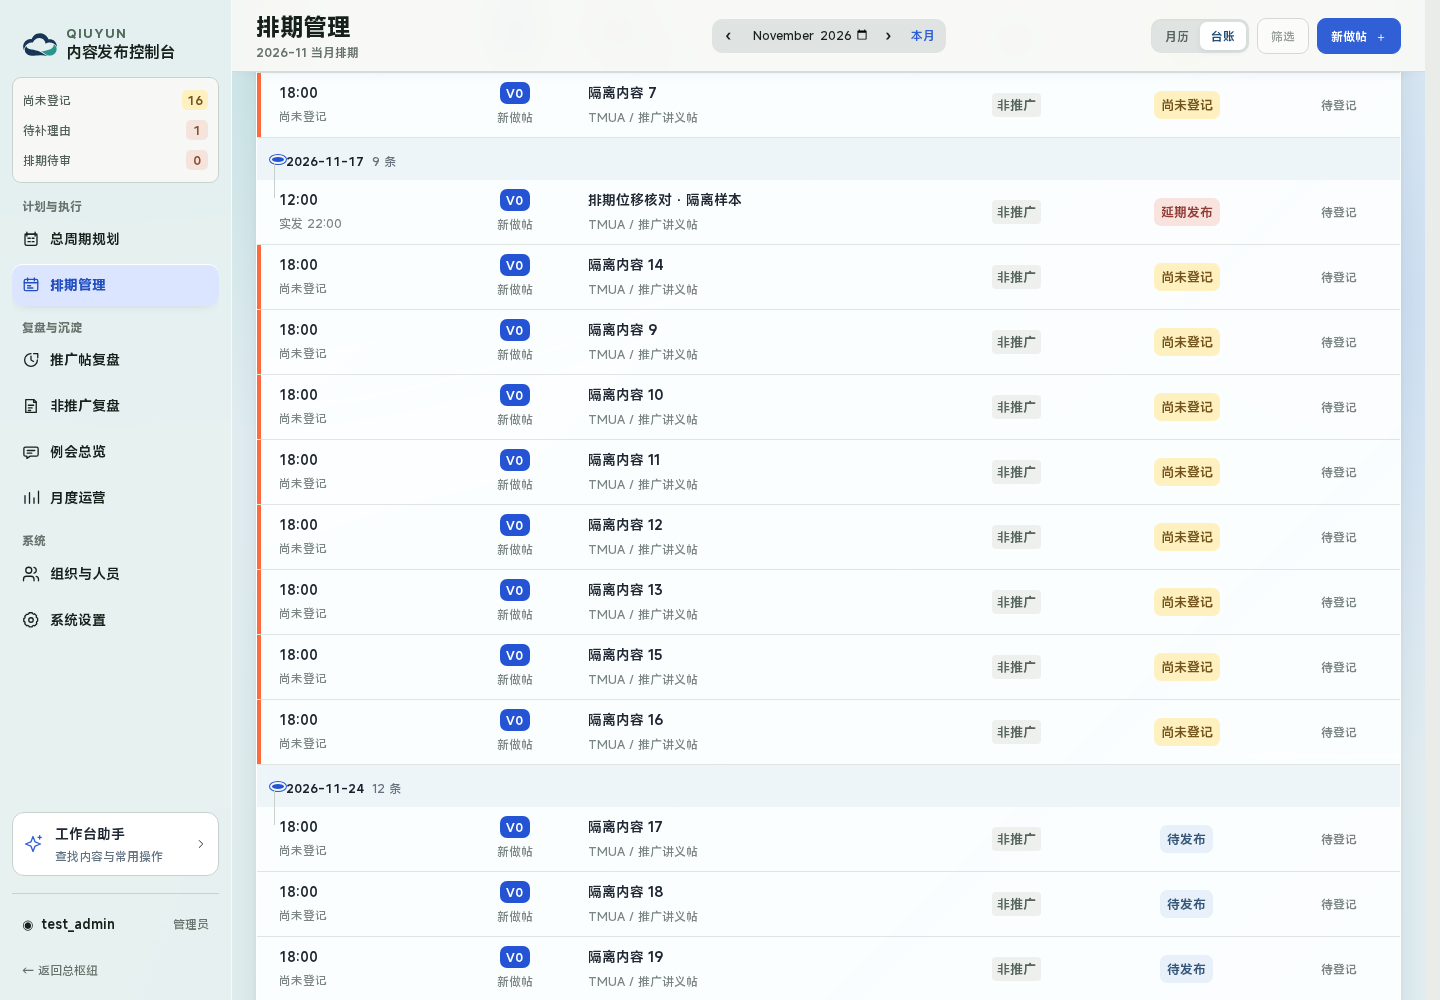 QIUYUN
内容发布控制台
尚未登记 16
待补理由 1
排期待审 0
计划与执行
总周期规划
排期管理
复盘与沉淀
推广帖复盘
非推广复盘
例会总览
月度运营
系统
组织与人员
系统设置
工作台助手
查找内容与常用操作
test_admin 管理员
← 返回总枢纽
排期管理
2026-11 当月排期
‹ November 2026 › 本月
月历 台账 筛选 新做帖 +
18:00 V0 隔离内容 7 非推广 尚未登记 待登记
尚未登记 新做帖 TMUA / 推广讲义帖
2026-11-17 9 条
12:00 V0 排期位移核对 · 隔离样本 非推广 延期发布 待登记
实发 22:00 新做帖 TMUA / 推广讲义帖
18:00 V0 隔离内容 14 非推广 尚未登记 待登记
尚未登记 新做帖 TMUA / 推广讲义帖
18:00 V0 隔离内容 9 非推广 尚未登记 待登记
尚未登记 新做帖 TMUA / 推广讲义帖
18:00 V0 隔离内容 10 非推广 尚未登记 待登记
尚未登记 新做帖 TMUA / 推广讲义帖
18:00 V0 隔离内容 11 非推广 尚未登记 待登记
尚未登记 新做帖 TMUA / 推广讲义帖
18:00 V0 隔离内容 12 非推广 尚未登记 待登记
尚未登记 新做帖 TMUA / 推广讲义帖
18:00 V0 隔离内容 13 非推广 尚未登记 待登记
尚未登记 新做帖 TMUA / 推广讲义帖
18:00 V0 隔离内容 15 非推广 尚未登记 待登记
尚未登记 新做帖 TMUA / 推广讲义帖
18:00 V0 隔离内容 16 非推广 尚未登记 待登记
尚未登记 新做帖 TMUA / 推广讲义帖
2026-11-24 12 条
18:00 V0 隔离内容 17 非推广 待发布 待登记
尚未登记 新做帖 TMUA / 推广讲义帖
18:00 V0 隔离内容 18 非推广 待发布 待登记
尚未登记 新做帖 TMUA / 推广讲义帖
18:00 V0 隔离内容 19 非推广 待发布 待登记
尚未登记 新做帖 TMUA / 推广讲义帖